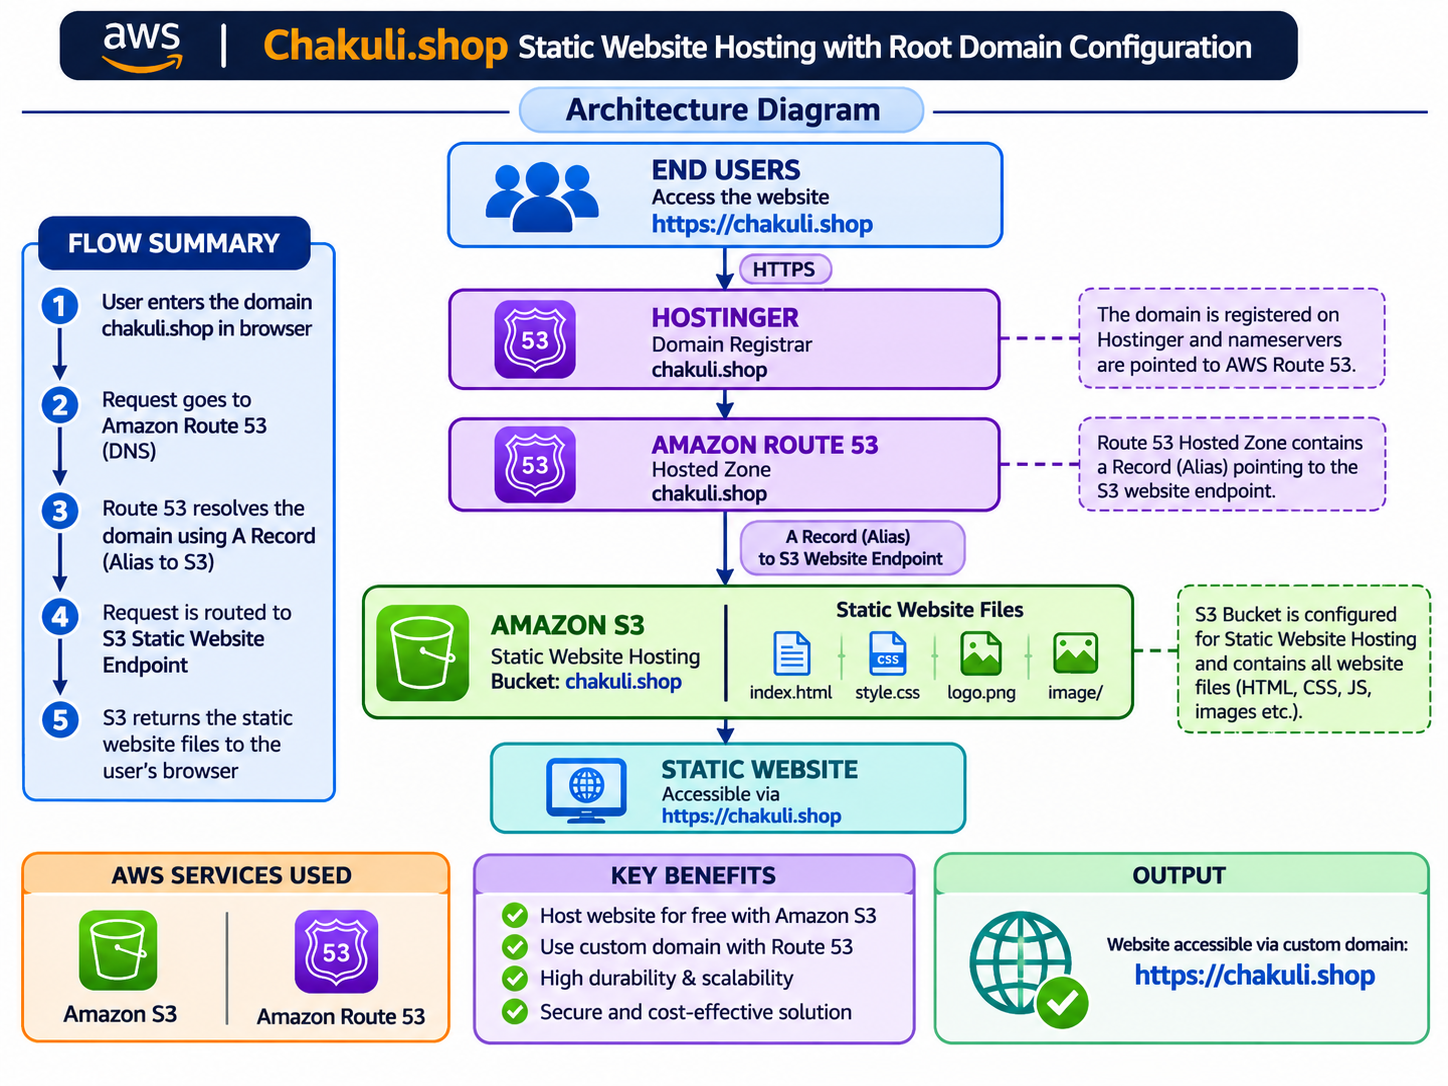 aws | Chakuli.shop Static Website Hosting with Root Domain Configuration
Architecture Diagram
END USERS
Access the website
https://chakuli.shop
HTTPS
FLOW SUMMARY
1 User enters the domain
chakuli.shop in browser
2 Request goes to
Amazon Route 53
(DNS)
3 Route 53 resolves the
domain using A Record
(Alias to S3)
4 Request is routed to
S3 Static Website
Endpoint
5 S3 returns the static
website files to the
user's browser
53
HOSTINGER
Domain Registrar
chakuli.shop
The domain is registered on
Hostinger and nameservers
are pointed to AWS Route 53.
53
AMAZON ROUTE 53
Hosted Zone
chakuli.shop
Route 53 Hosted Zone contains
a Record (Alias) pointing to the
S3 website endpoint.
A Record (Alias)
to S3 Website Endpoint
AMAZON S3
Static Website Hosting
Bucket: chakuli.shop
Static Website Files
CSS
index.html style.css logo.png image/
S3 Bucket is configured
for Static Website Hosting
and contains all website
files (HTML, CSS, JS,
images etc.).
STATIC WEBSITE
Accessible via
https://chakuli.shop
AWS SERVICES USED
53
Amazon S3
Amazon Route 53
KEY BENEFITS
Host website for free with Amazon S3
Use custom domain with Route 53
High durability & scalability
Secure and cost-effective solution
OUTPUT
Website accessible via custom domain:
https://chakuli.shop